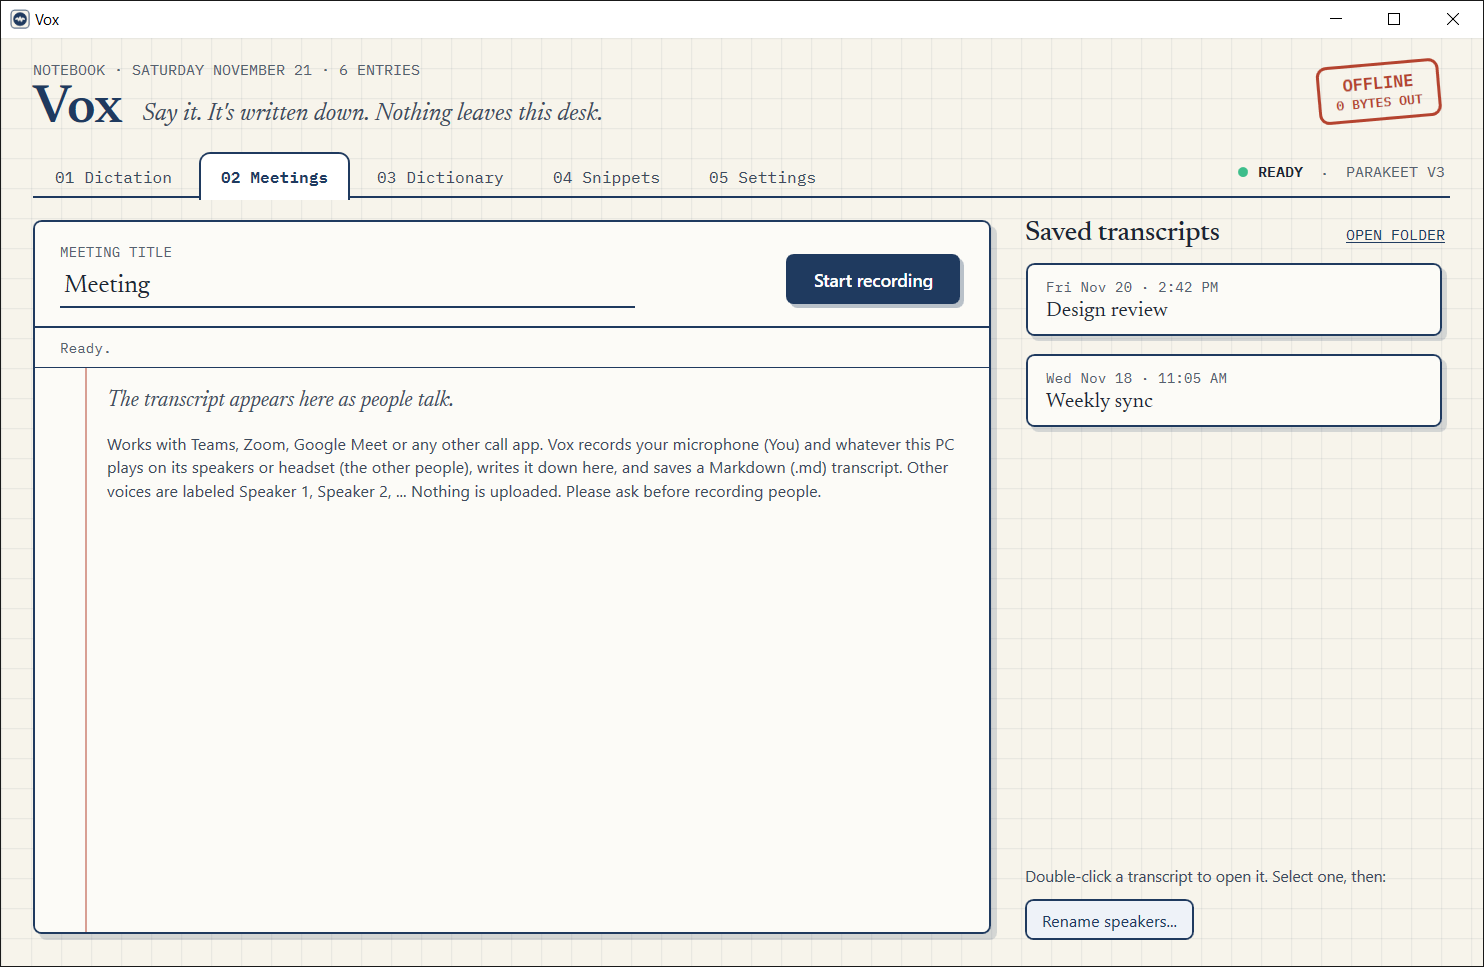 Vox
NOTEBOOK · SATURDAY NOVEMBER 21 · 6 ENTRIES
Vox Say it. It's written down. Nothing leaves this desk.
OFFLINE
0 BYTES OUT
01 Dictation
02 Meetings
03 Dictionary
04 Snippets
05 Settings
READY · PARAKEET V3
MEETING TITLE
Meeting
Start recording
Ready.
The transcript appears here as people talk.
Works with Teams, Zoom, Google Meet or any other call app. Vox records your microphone (You) and whatever this PC
plays on its speakers or headset (the other people), writes it down here, and saves a Markdown (.md) transcript. Other
voices are labeled Speaker 1, Speaker 2, ... Nothing is uploaded. Please ask before recording people.
Saved transcripts
OPEN FOLDER
Fri Nov 20 · 2:42 PM
Design review
Wed Nov 18 · 11:05 AM
Weekly sync
Double-click a transcript to open it. Select one, then:
Rename speakers...